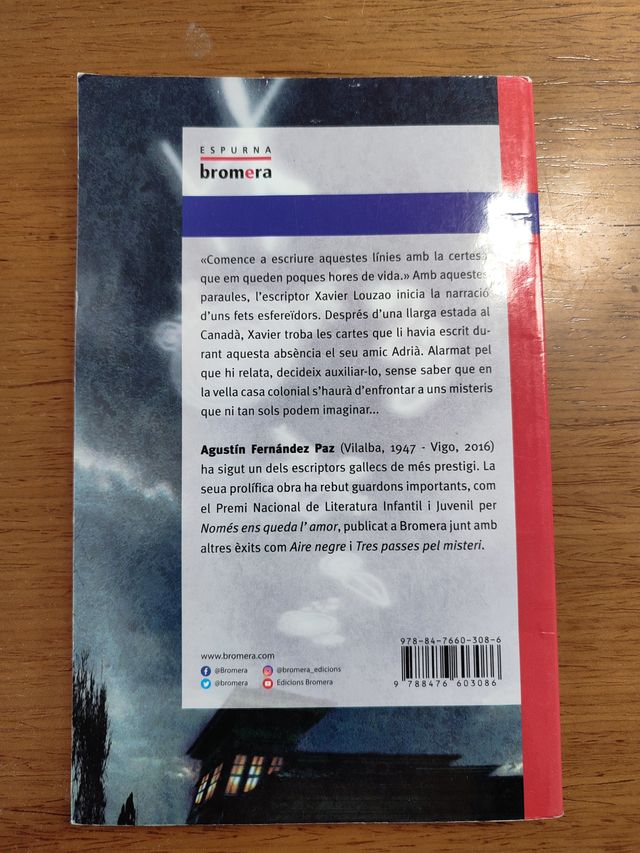 ESPURNA
bromera
«Comence a escriure aquestes línies amb la
que em queden poques hores de vida.» Amb aquestes
paraules, l'escriptor Xavier Louzao inicia la narració
d'uns fets esfereïdors. Després d'una llarga estada al
Canadà, Xavier troba les cartes que li havia escrit du-
rant aquesta absència el seu amic Adrià. Alarmat pel
que hi relata, decideix auxiliar-lo, sense saber que en
la vella casa colonial s'haurà d'enfrontar a uns misteris
que ni tan sols podem imaginar...
Agustín Fernández Paz (Vilalba, 1947 - Vigo, 2016)
ha sigut un dels escriptors gallecs de més prestigi. La
seua prolífica obra ha rebut guardons importants, com
el Premi Nacional de Literatura Infantil i Juvenil per
Només ens queda l' amor, publicat a Bromera junt amb
altres èxits com Aire negre i Tres passes pel misteri.
www.bromera.com
@Bromera
@bromera_edicions
@bromera
Edicions Bromera
978-84-7660-308-6
9 788476 603086